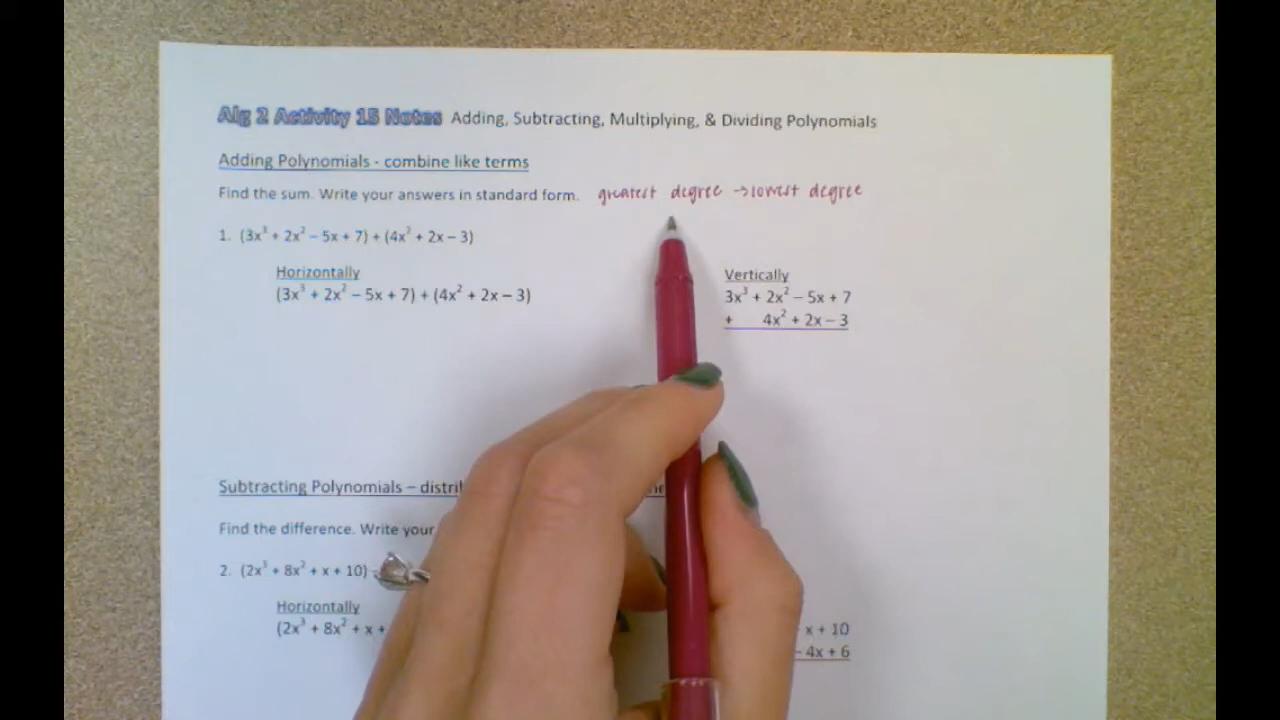 Alg 2 Activity 15 Notes Adding, Subtracting, Multiplying, & Dividing Polynomials
Adding Polynomials - combine like terms
Find the sum. Write your answers in standard form. greatest degree → lowest degree
1. (3x³ + 2x² – 5x + 7) + (4x² + 2x – 3)
Horizontally
(3x³ + 2x² – 5x + 7) + (4x² + 2x – 3)
Vertically
3x³ + 2x² – 5x + 7
+ 4x² + 2x – 3
Subtracting Polynomials –
Find the difference. Write your
2. (2x³ + 8x² + x + 10)
Horizontally
(2x³ + 8x² + x +
x + 10
– 4x + 6